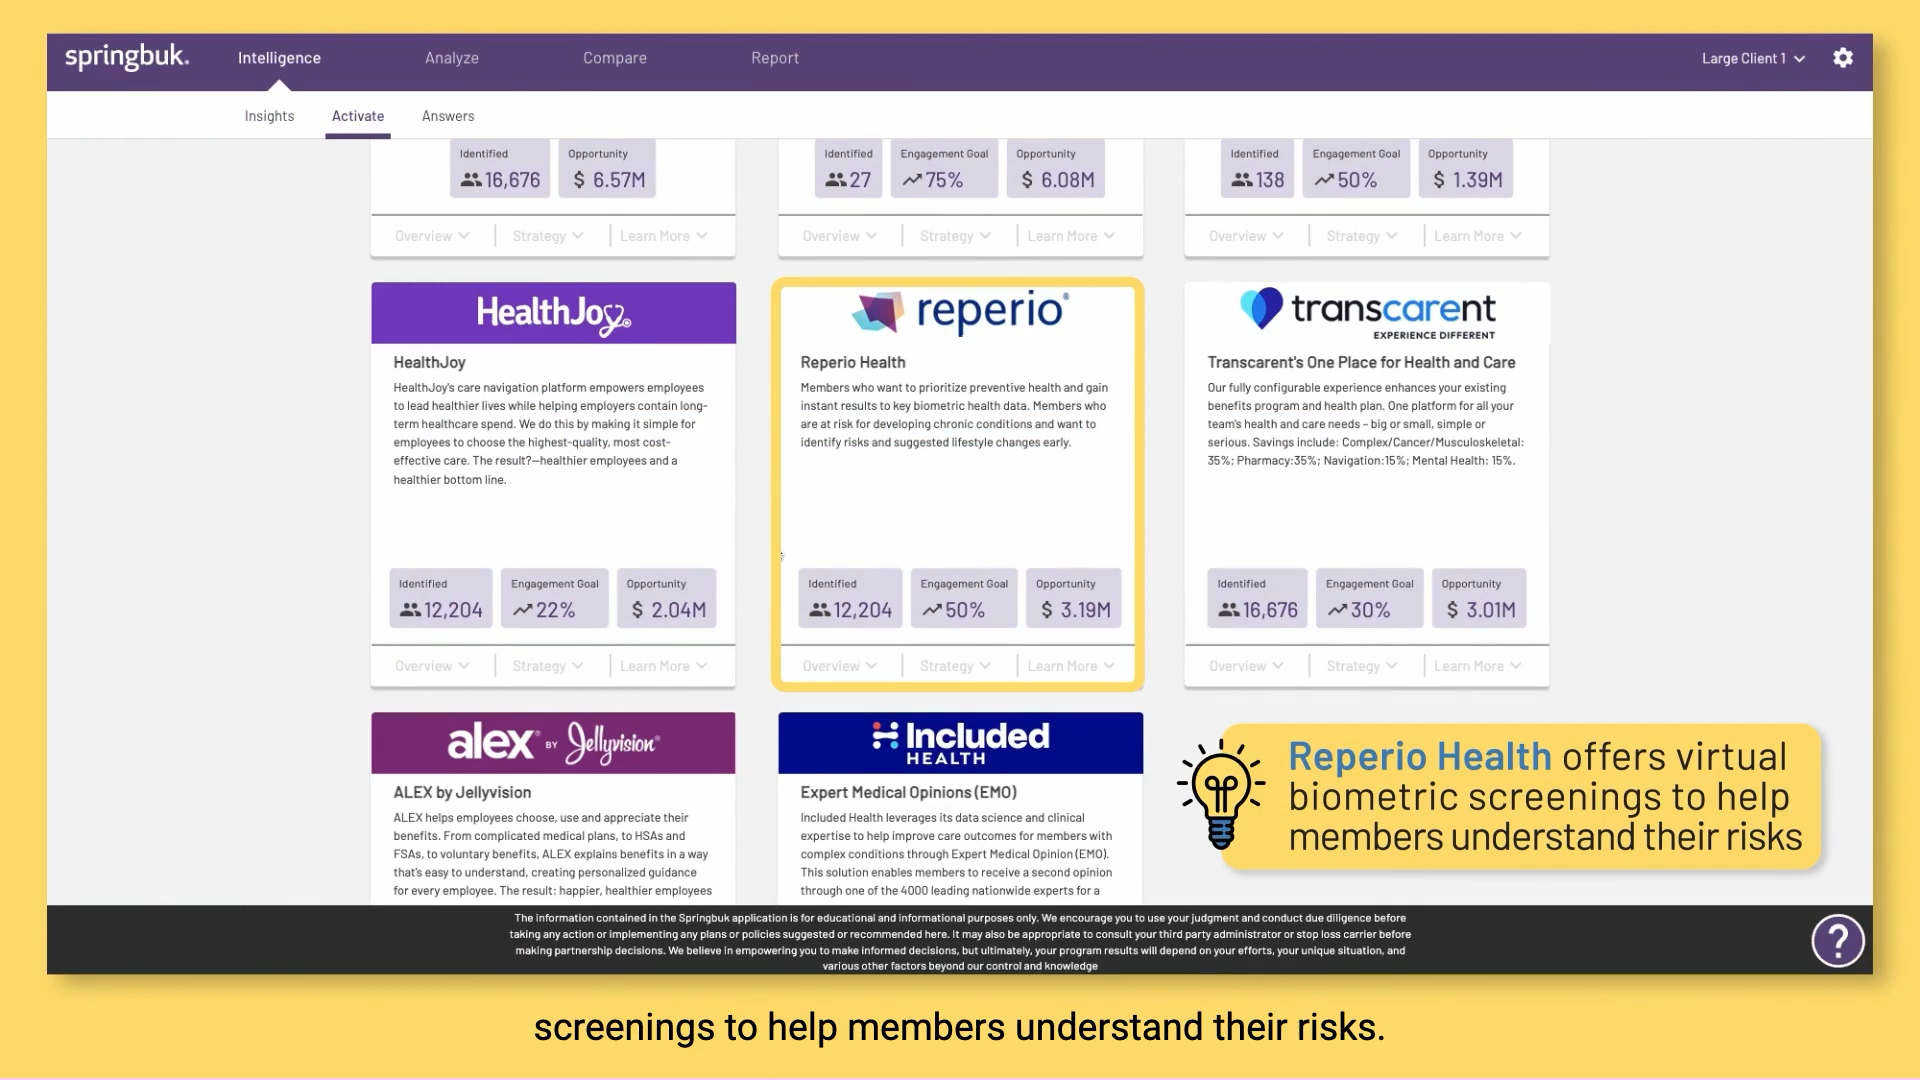 springbuk.
Intelligence
Analyze
Compare
Report
Large Client 1
Insights
Activate
Answers
Identified
16,676
Opportunity
$ 6.57M
Overview
Strategy
Learn More
Identified
27
Engagement Goal
75%
Opportunity
$ 6.08M
Overview
Strategy
Learn More
Identified
138
Engagement Goal
50%
Opportunity
$ 1.39M
Overview
Strategy
Learn More
HealthJoy®
HealthJoy
HealthJoy's care navigation platform empowers employees
to lead healthier lives while helping employers contain long-
term healthcare spend. We do this by making it simple for
employees to choose the highest-quality, most cost-
effective care. The result?—healthier employees and a
healthier bottom line.
Identified
12,204
Engagement Goal
22%
Opportunity
$ 2.04M
Overview
Strategy
Learn More
reperio®
Reperio Health
Members who want to prioritize preventive health and gain
instant results to key biometric health data. Members who
are at risk for developing chronic conditions and want to
identify risks and suggested lifestyle changes early.
Identified
12,204
Engagement Goal
50%
Opportunity
$ 3.19M
Overview
Strategy
Learn More
transcarent
EXPERIENCE DIFFERENT
Transcarent's One Place for Health and Care
Our fully configurable experience enhances your existing
benefits program and health plan. One platform for all your
team's health and care needs – big or small, simple or
serious. Savings include: Complex/Cancer/Musculoskeletal:
35%; Pharmacy:35%; Navigation:15%; Mental Health: 15%.
Identified
16,676
Engagement Goal
30%
Opportunity
$ 3.01M
Overview
Strategy
Learn More
alex® BY Jellyvision®
ALEX by Jellyvision
ALEX helps employees choose, use and appreciate their
benefits. From complicated medical plans, to HSAs and
FSAs, to voluntary benefits, ALEX explains benefits in a way
that's easy to understand, creating personalized guidance
for every employee. The result: happier, healthier employees
Included
HEALTH
Expert Medical Opinions (EMO)
Included Health leverages its data science and clinical
expertise to help improve care outcomes for members with
complex conditions through Expert Medical Opinion (EMO).
This solution enables members to receive a second opinion
through one of the 4000 leading nationwide experts for a
Reperio Health offers virtual
biometric screenings to help
members understand their risks
The information contained in the Springbuk application is for educational and informational purposes only. We encourage you to use your judgment and conduct due diligence before
taking any action or implementing any plans or policies suggested or recommended here. It may also be appropriate to consult your third party administrator or stop loss carrier before
making partnership decisions. We believe in empowering you to make informed decisions, but ultimately, your program results will depend on your efforts, your unique situation, and
various other factors beyond our control and knowledge
?
screenings to help members understand their risks.